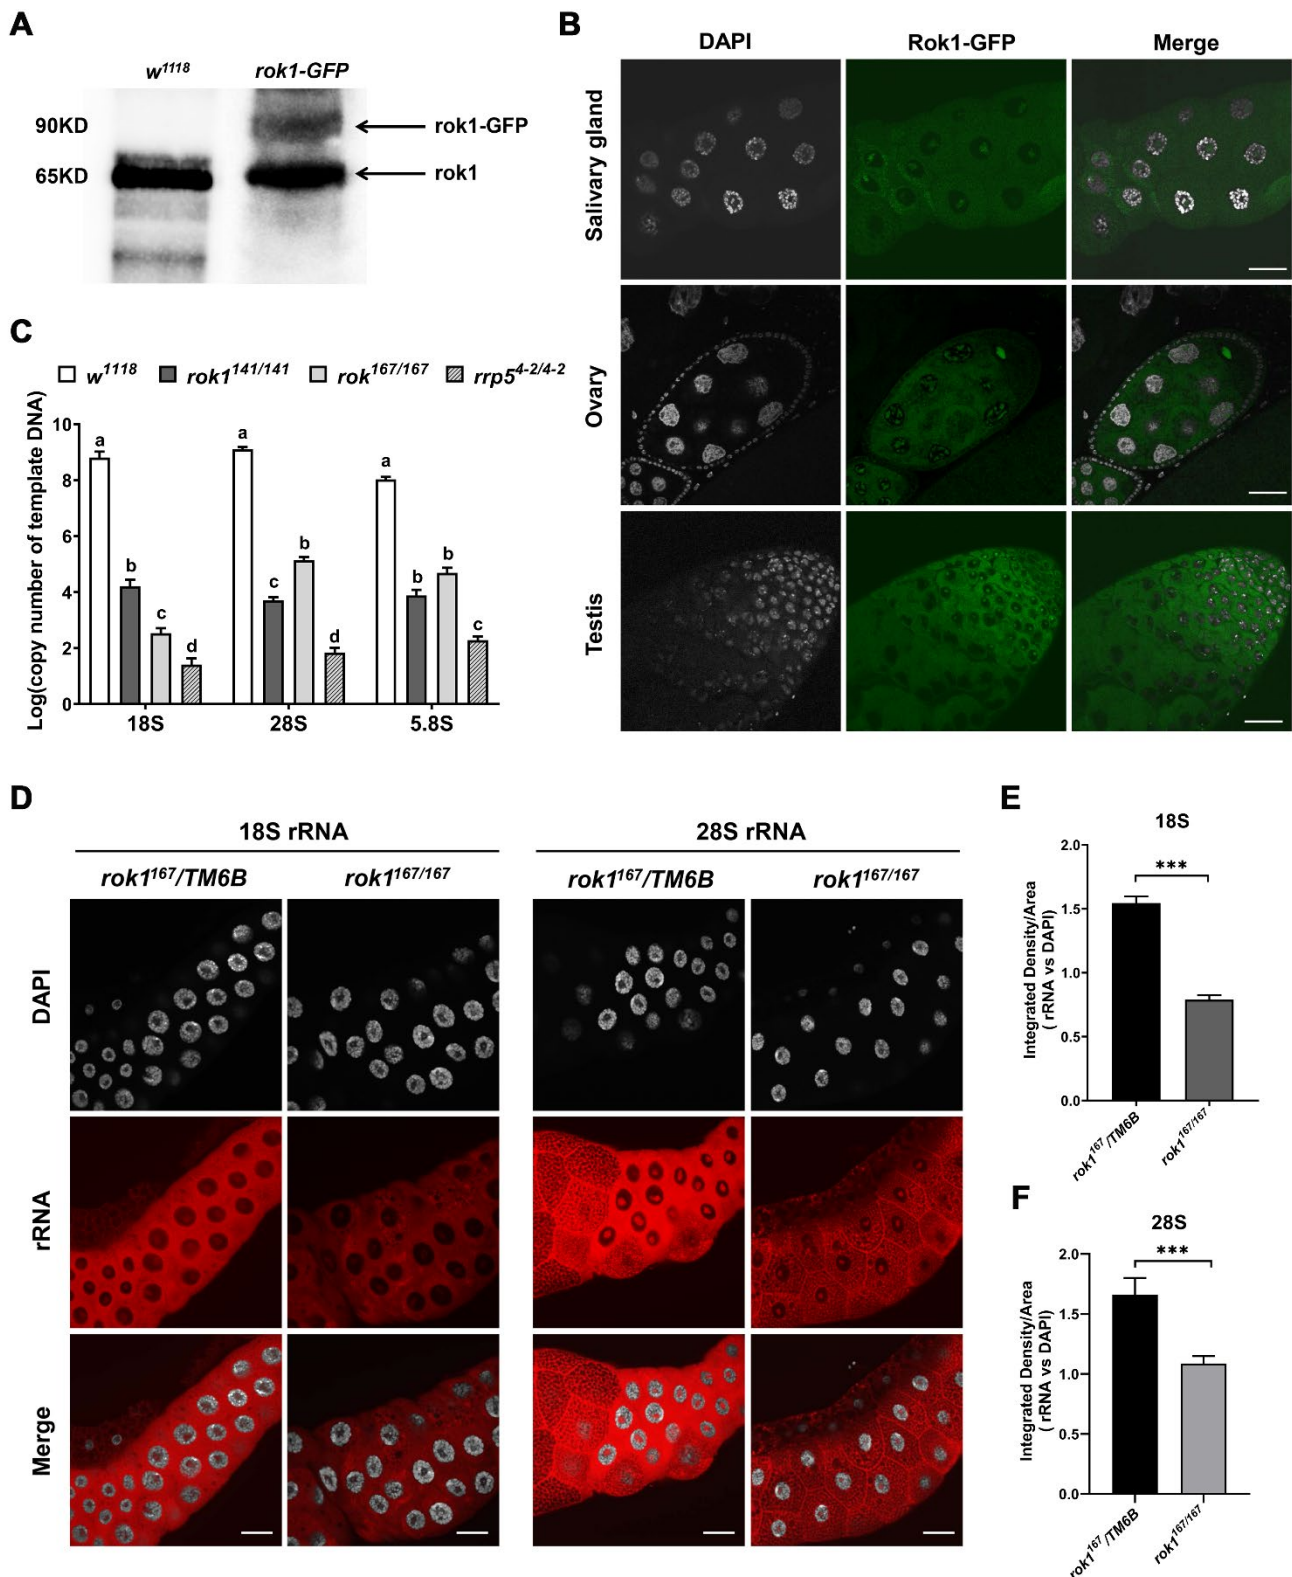 A
w1118
rok1-GFP
90KD
rok1-GFP
65KD
rok1
B
DAPI
Rok1-GFP
Merge
Salivary gland
Ovary
Testis
C
w1118
rok1141/141
rok167/167
rrp54-2/4-2
Log(copy number of template DNA)
10
8
6
4
2
0
a
b
c
d
a
c
b
d
a
b
b
c
18S
28S
5.8S
D
18S rRNA
28S rRNA
rok1167/TM6B
rok1167/167
rok1167/TM6B
rok1167/167
DAPI
rRNA
Merge
E
18S
Integrated Density/Area
( rRNA vs DAPI)
2.0
1.5
1.0
0.5
0.0
***
rok1167/TM6B
rok1167/167
F
28S
Integrated Density/Area
( rRNA vs DAPI)
2.0
1.5
1.0
0.5
0.0
***
rok1167/TM6B
rok1167/167